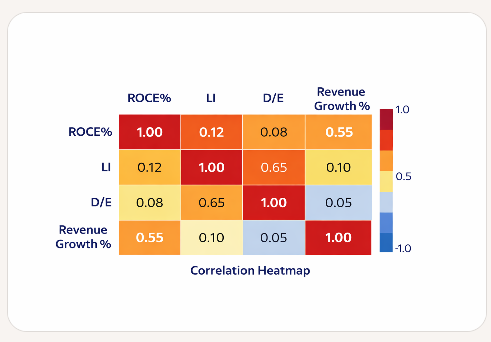 ROCE% LI D/E Revenue Growth %
ROCE% 1.00 0.12 0.08 0.55 1.0
LI 0.12 1.00 0.65 0.10 0.5
D/E 0.08 0.65 1.00 0.05
Revenue Growth % 0.55 0.10 0.05 1.00 -1.0
Correlation Heatmap